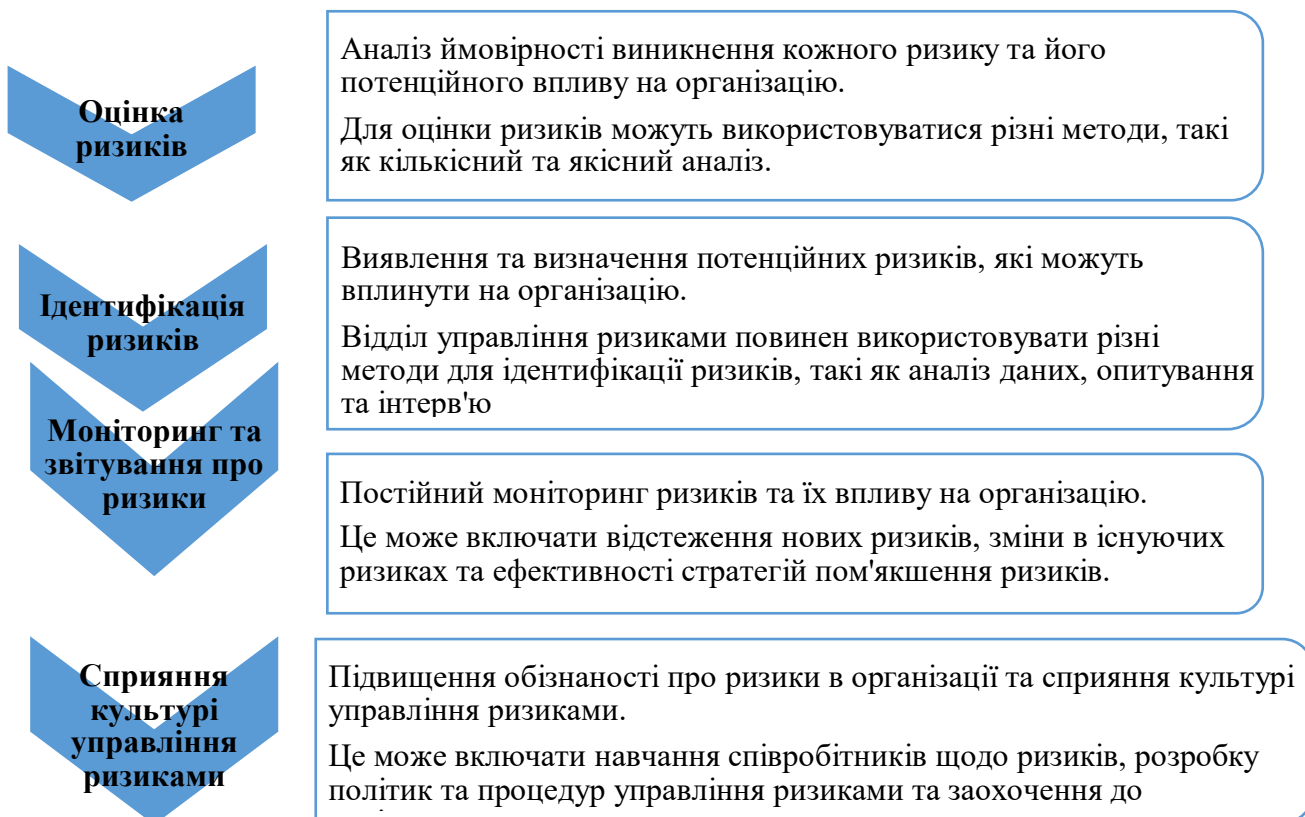 Оцінка
ризиків
Аналіз ймовірності виникнення кожного ризику та його
потенційного впливу на організацію.
Для оцінки ризиків можуть використовуватися різні методи, такі
як кількісний та якісний аналіз.
Ідентифікація
ризиків
Виявлення та визначення потенційних ризиків, які можуть
вплинути на організацію.
Відділ управління ризиками повинен використовувати різні
методи для ідентифікації ризиків, такі як аналіз даних, опитування
та інтерв'ю
Моніторинг та
звітування про
ризики
Постійний моніторинг ризиків та їх впливу на організацію.
Це може включати відстеження нових ризиків, зміни в існуючих
ризиках та ефективності стратегій пом'якшення ризиків.
Сприяння
культурі
управління
ризиками
Підвищення обізнаності про ризики в організації та сприяння культурі
управління ризиками.
Це може включати навчання співробітників щодо ризиків, розробку
політик та процедур управління ризиками та заохочення до